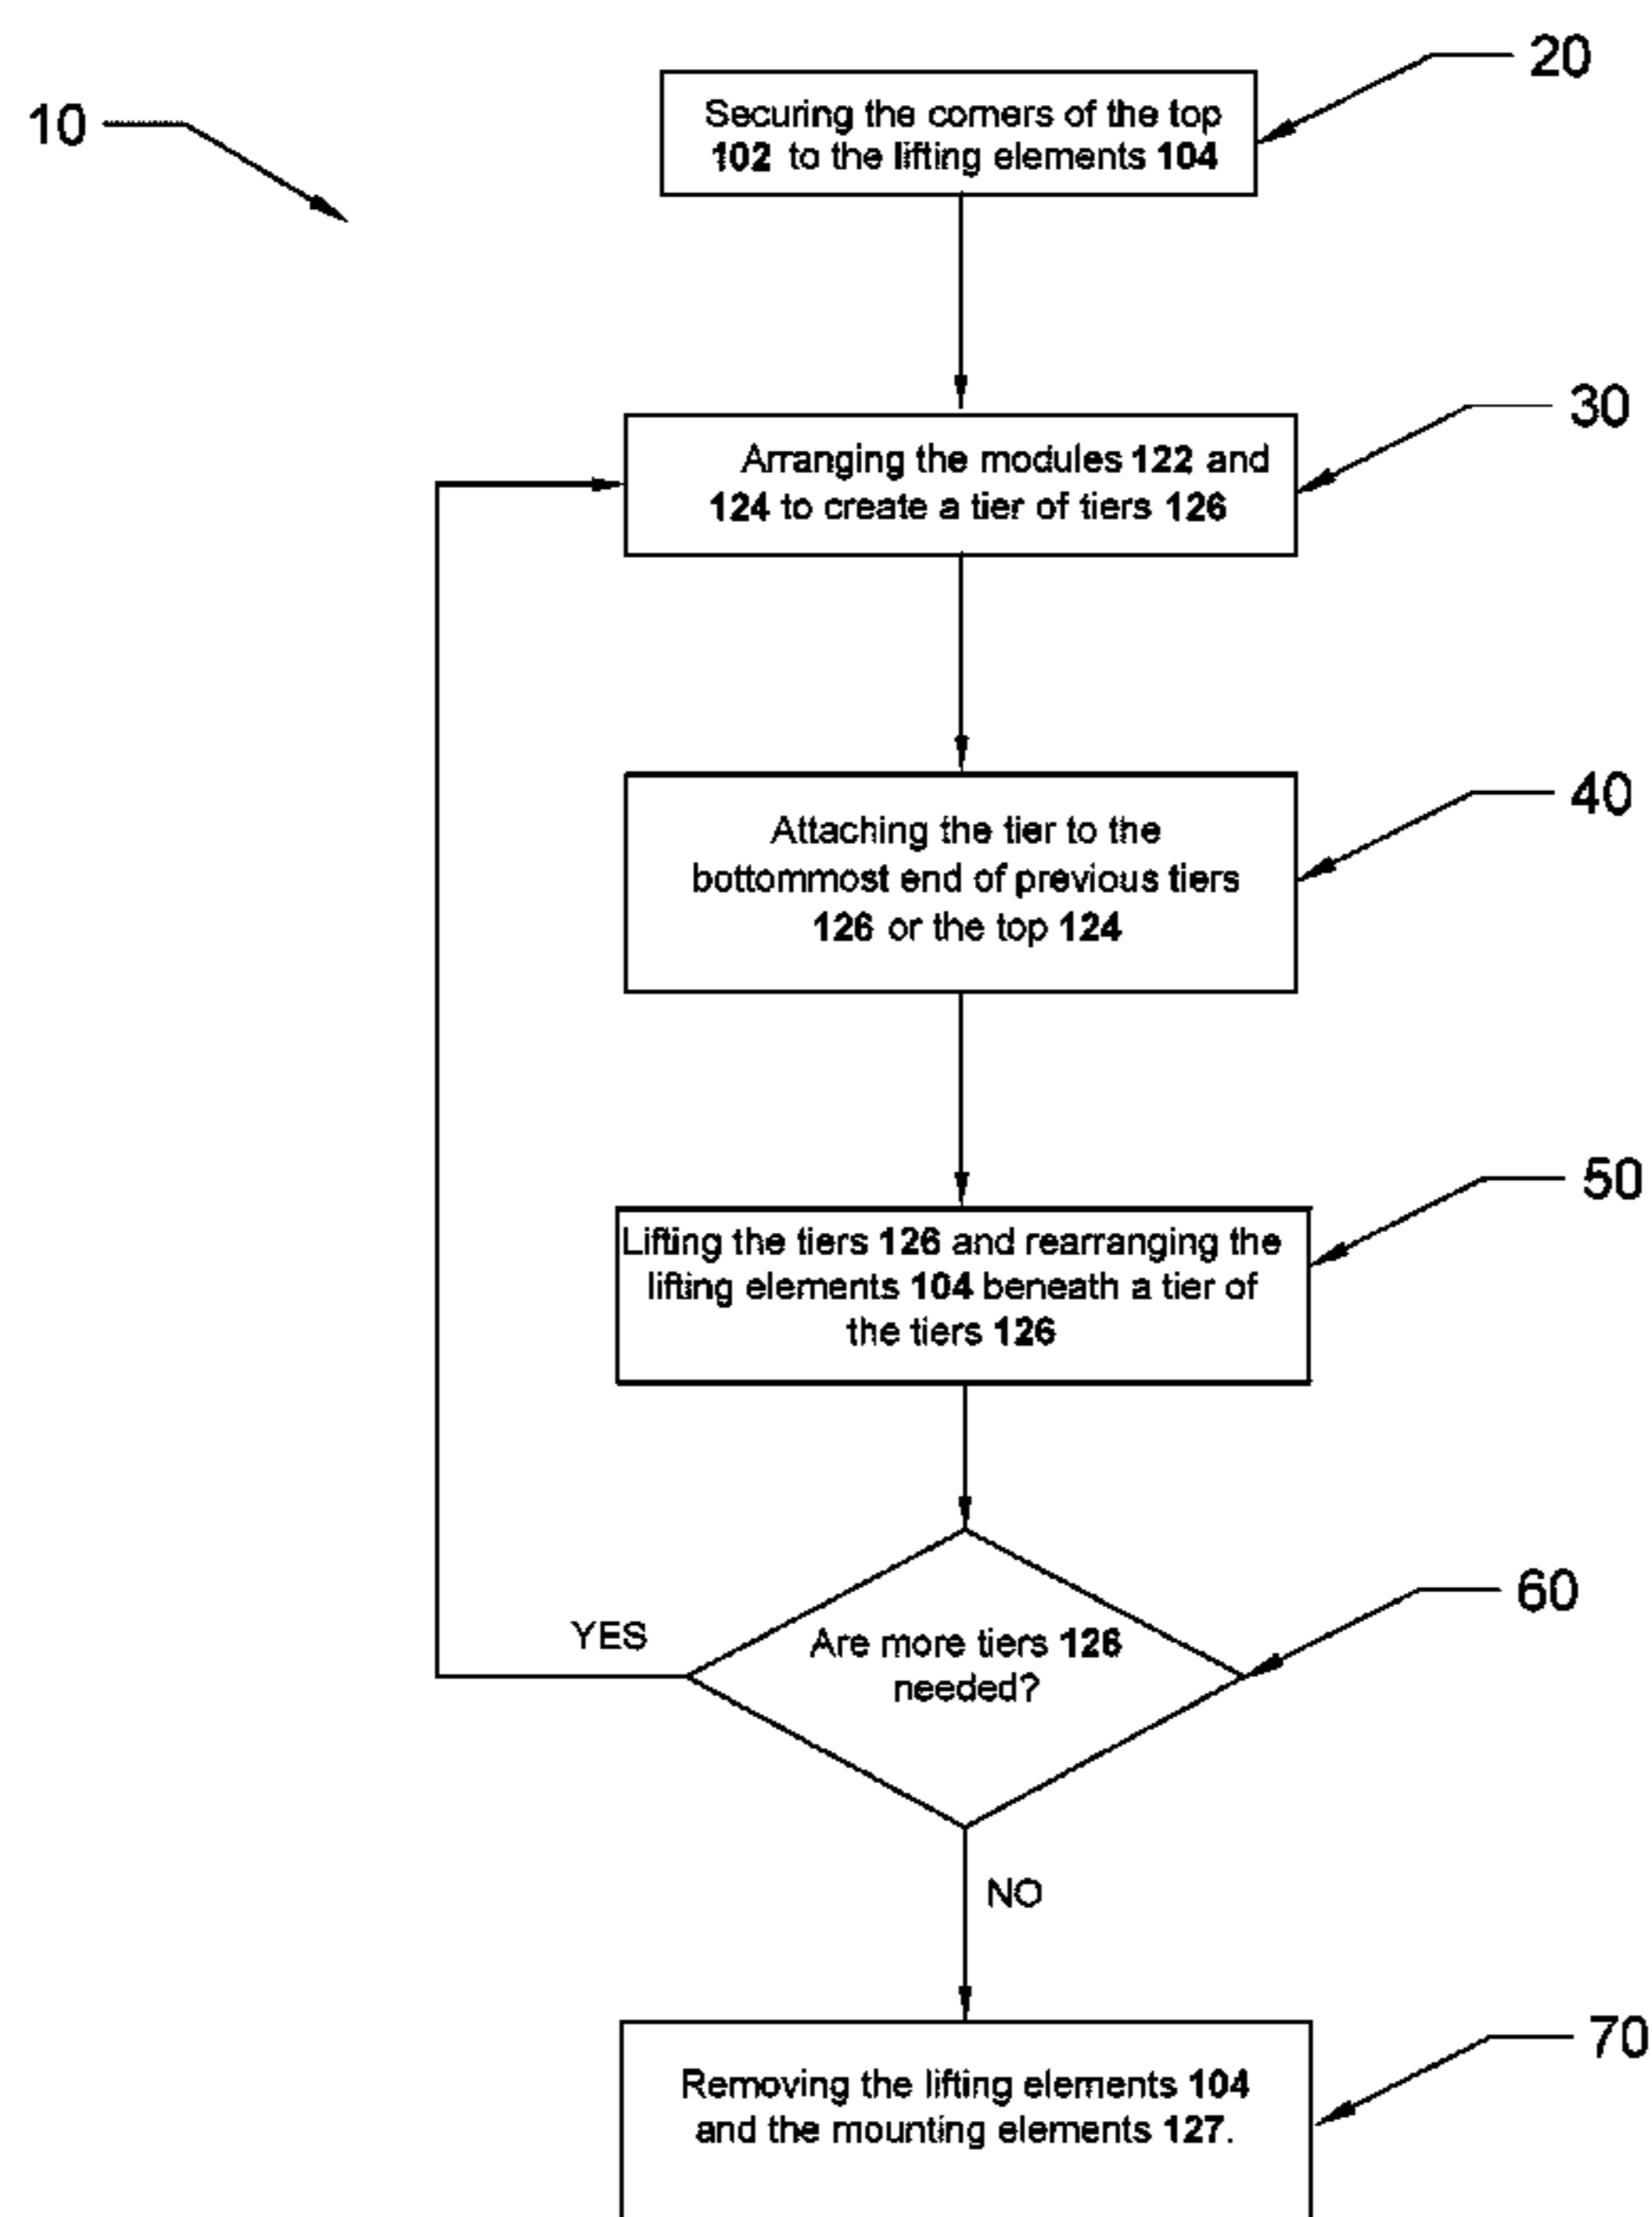 20
10
Securing the corners of the top
102 to the lifting elements 104
30
Arranging the modules 122 and
124 to create a tier of tiers 126
40
Attaching the tier to the
bottommost end of previous tiers
126 or the top 124
50
Lifting the tiers 126 and rearranging the
lifting elements 104 beneath a tier of
the tiers 126
60
YES
Are more tiers 126
needed?
NO
70
Removing the lifting elements 104
and the mounting elements 127.